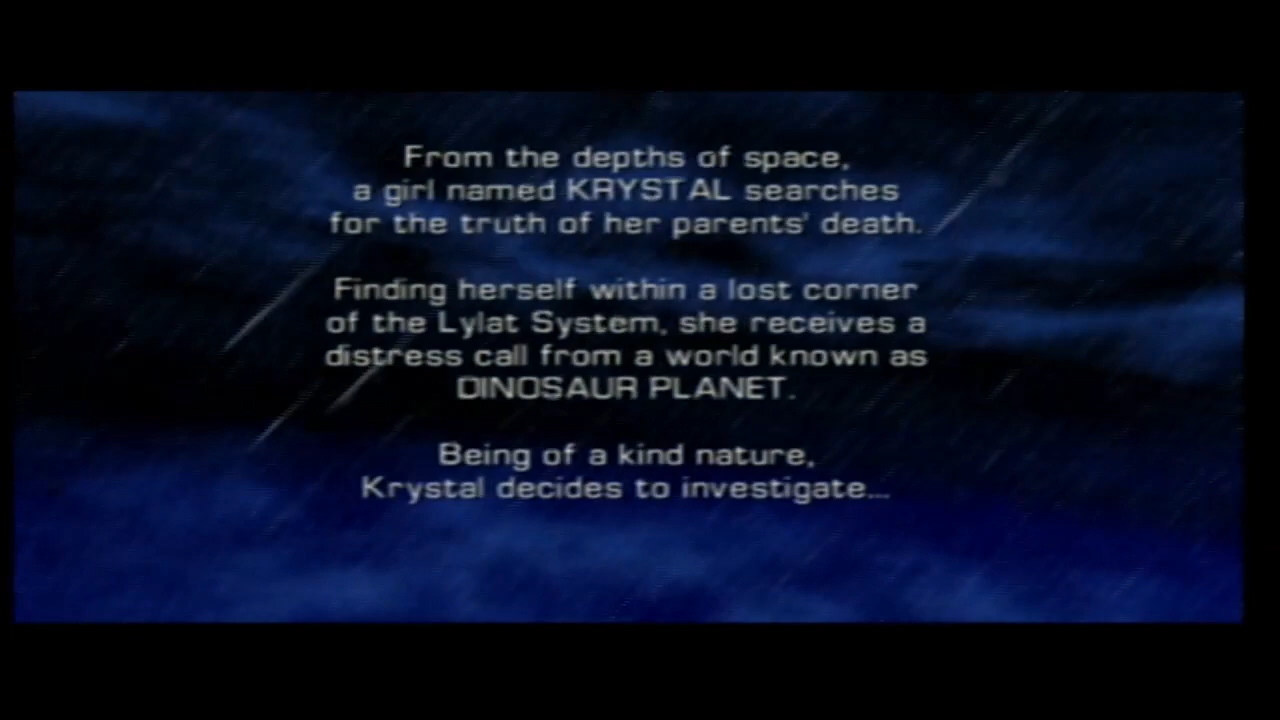 From the depths of space,
a girl named KRYSTAL searches
for the truth of her parents' death.
Finding herself within a lost corner
of the Lylat System, she receives a
distress call from a world known as
DINOSAUR PLANET.
Being of a kind nature,
Krystal decides to investigate...